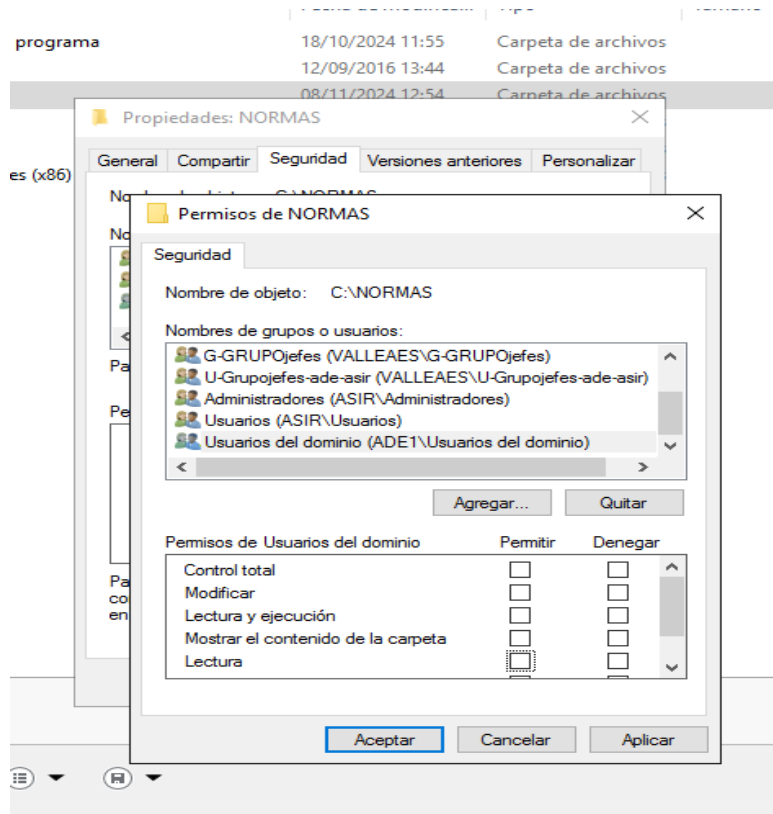 programa 18/10/2024 11:55 Carpeta de archivos
12/09/2016 13:44 Carpeta de archivos
08/11/2024 12:54 Carpeta de archivos
Propiedades: NORMAS
General Compartir Seguridad Versiones anteriores Personalizar
es (x86)
Permisos de NORMAS
Seguridad
Nombre de objeto: C:\NORMAS
Nombres de grupos o usuarios:
G-GRUPOjefes (VALLEAES\G-GRUPOjefes)
U-Grupojefes-ade-asir (VALLEAES\U-Grupojefes-ade-asir)
Administradores (ASIR\Administradores)
Usuarios (ASIR\Usuarios)
Usuarios del dominio (ADE1\Usuarios del dominio)
Agregar... Quitar
Permisos de Usuarios del dominio Permitir Denegar
Control total
Modificar
Lectura y ejecución
Mostrar el contenido de la carpeta
Lectura
Pa
co
en
Aceptar Cancelar Aplicar